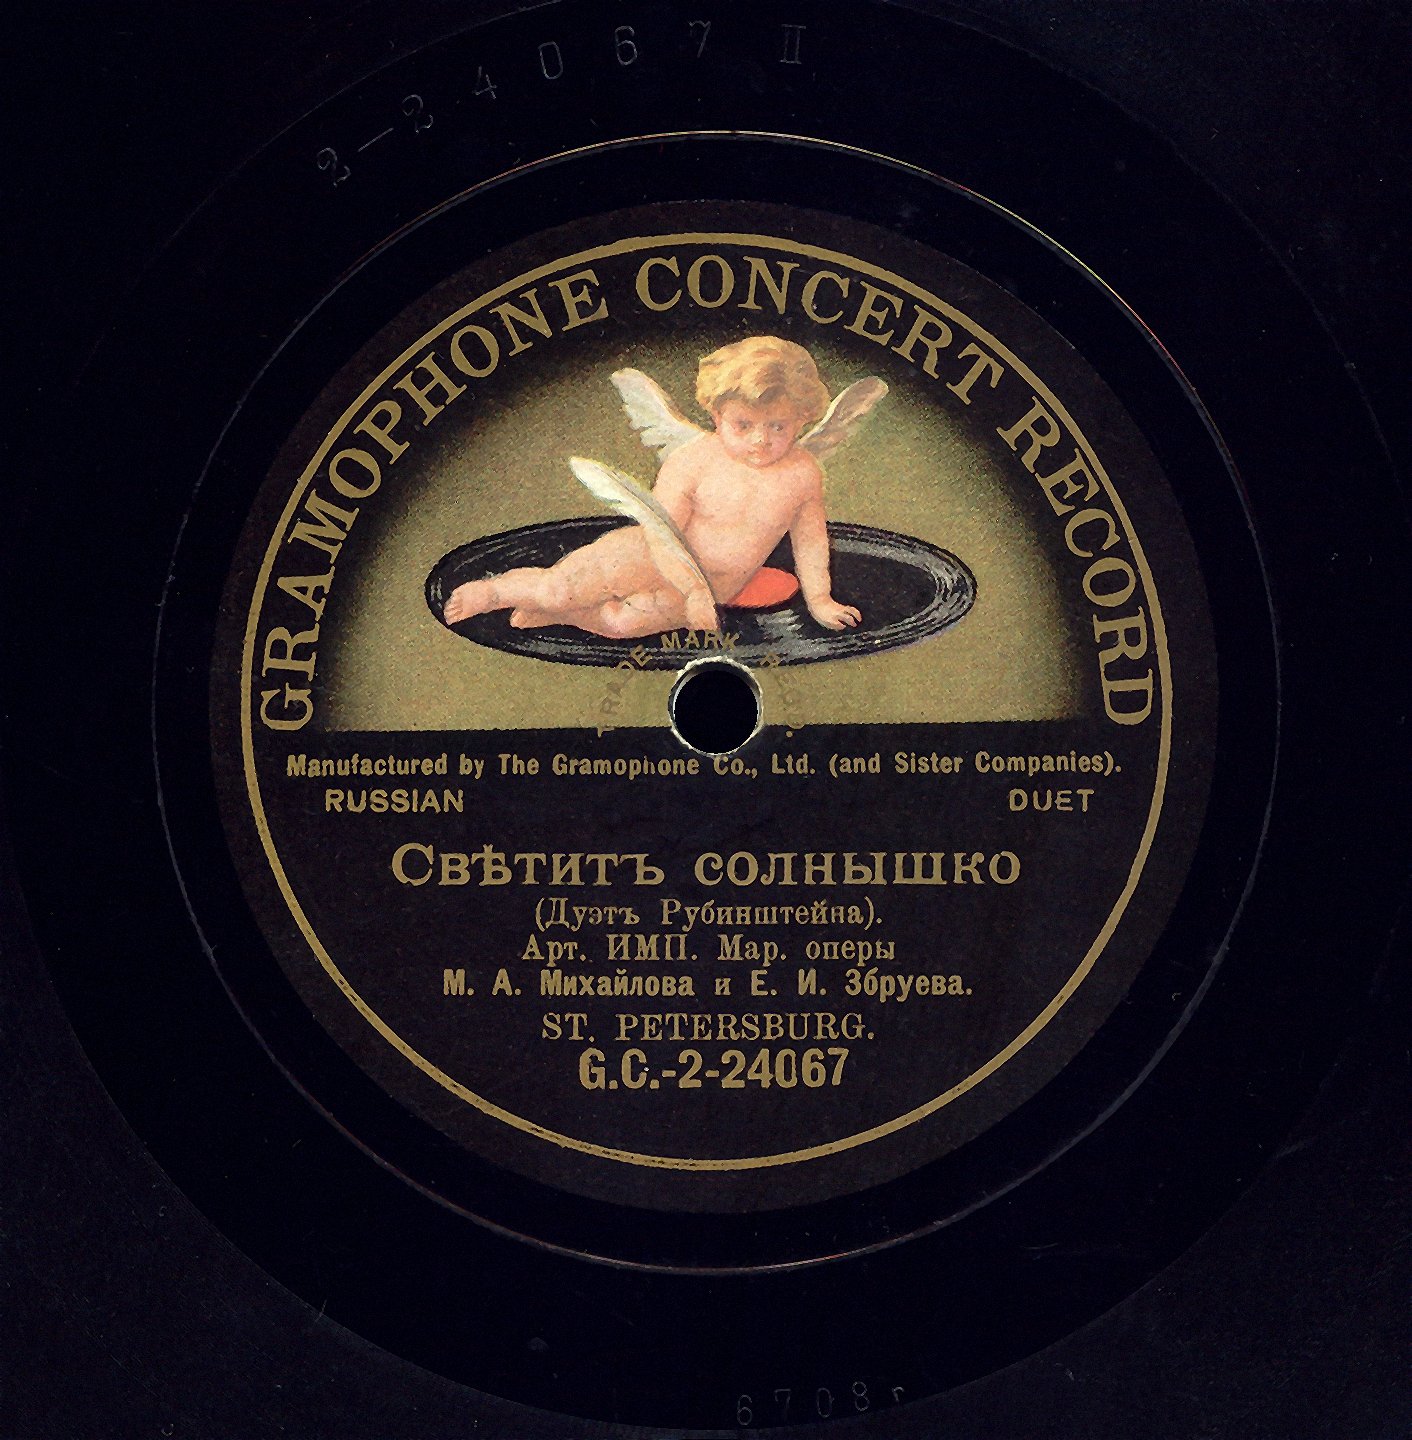 2—24067 II
GRAMOPHONE CONCERT RECORD
TRADE MARK
Manufactured by The Gramophone Co., Ltd. (and Sister Companies).
RUSSIAN
DUET
Свѣтитъ солнышко
(Дуэтъ Рубинштейна).
Арт. ИМП. Мар. оперы
М. А. Михайлова и Е. И. Збруева.
ST. PETERSBURG.
G.C.-2-24067
6708r